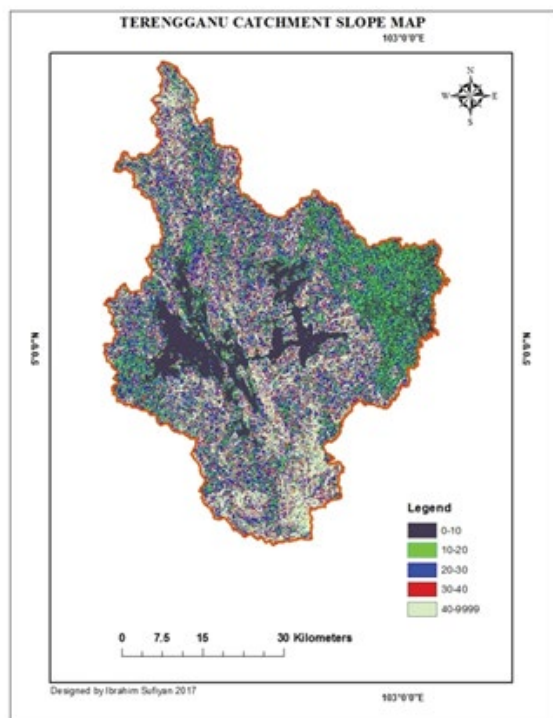 TERENGGANU CATCHMENT SLOPE MAP
103°0'0"E
N
W E
S
5°0'0"N 5°0'0"N
Legend
0-10
10-20
20-30
30-40
40-9999
0 7.5 15 30 Kilometers
Designed by Ibrahim Sufiyan 2017
103°0'0"E